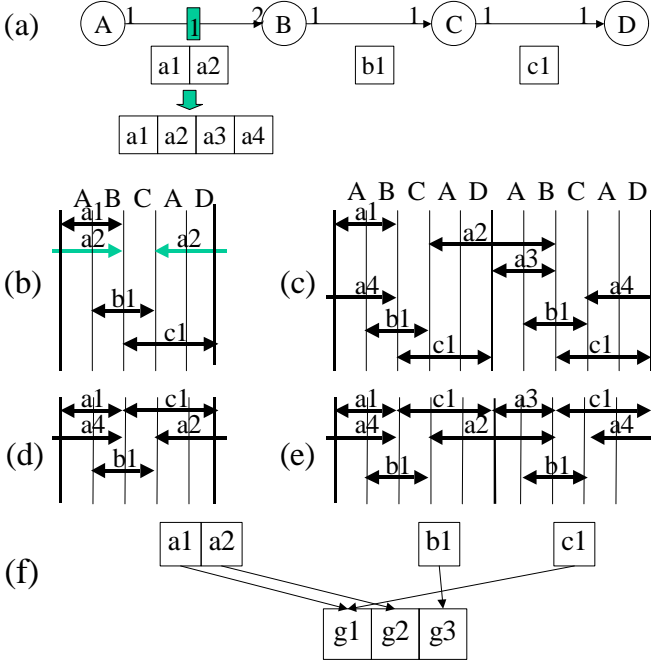 (a) A 1 1 2 B 1 1 C 1 1 D
a1 a2 b1 c1
a1 a2 a3 a4
A B C A D A B C A D A B C A D
a1 a1
a2 a2 a2
a3
(b) (c)
a4 a4
b1 b1 b1
c1 c1 c1
a1 c1 a1 c1 a3 c1
(d) a4 a2 (e) a4 a2 a4
b1 b1 b1
a1 a2 b1 c1
(f)
g1 g2 g3